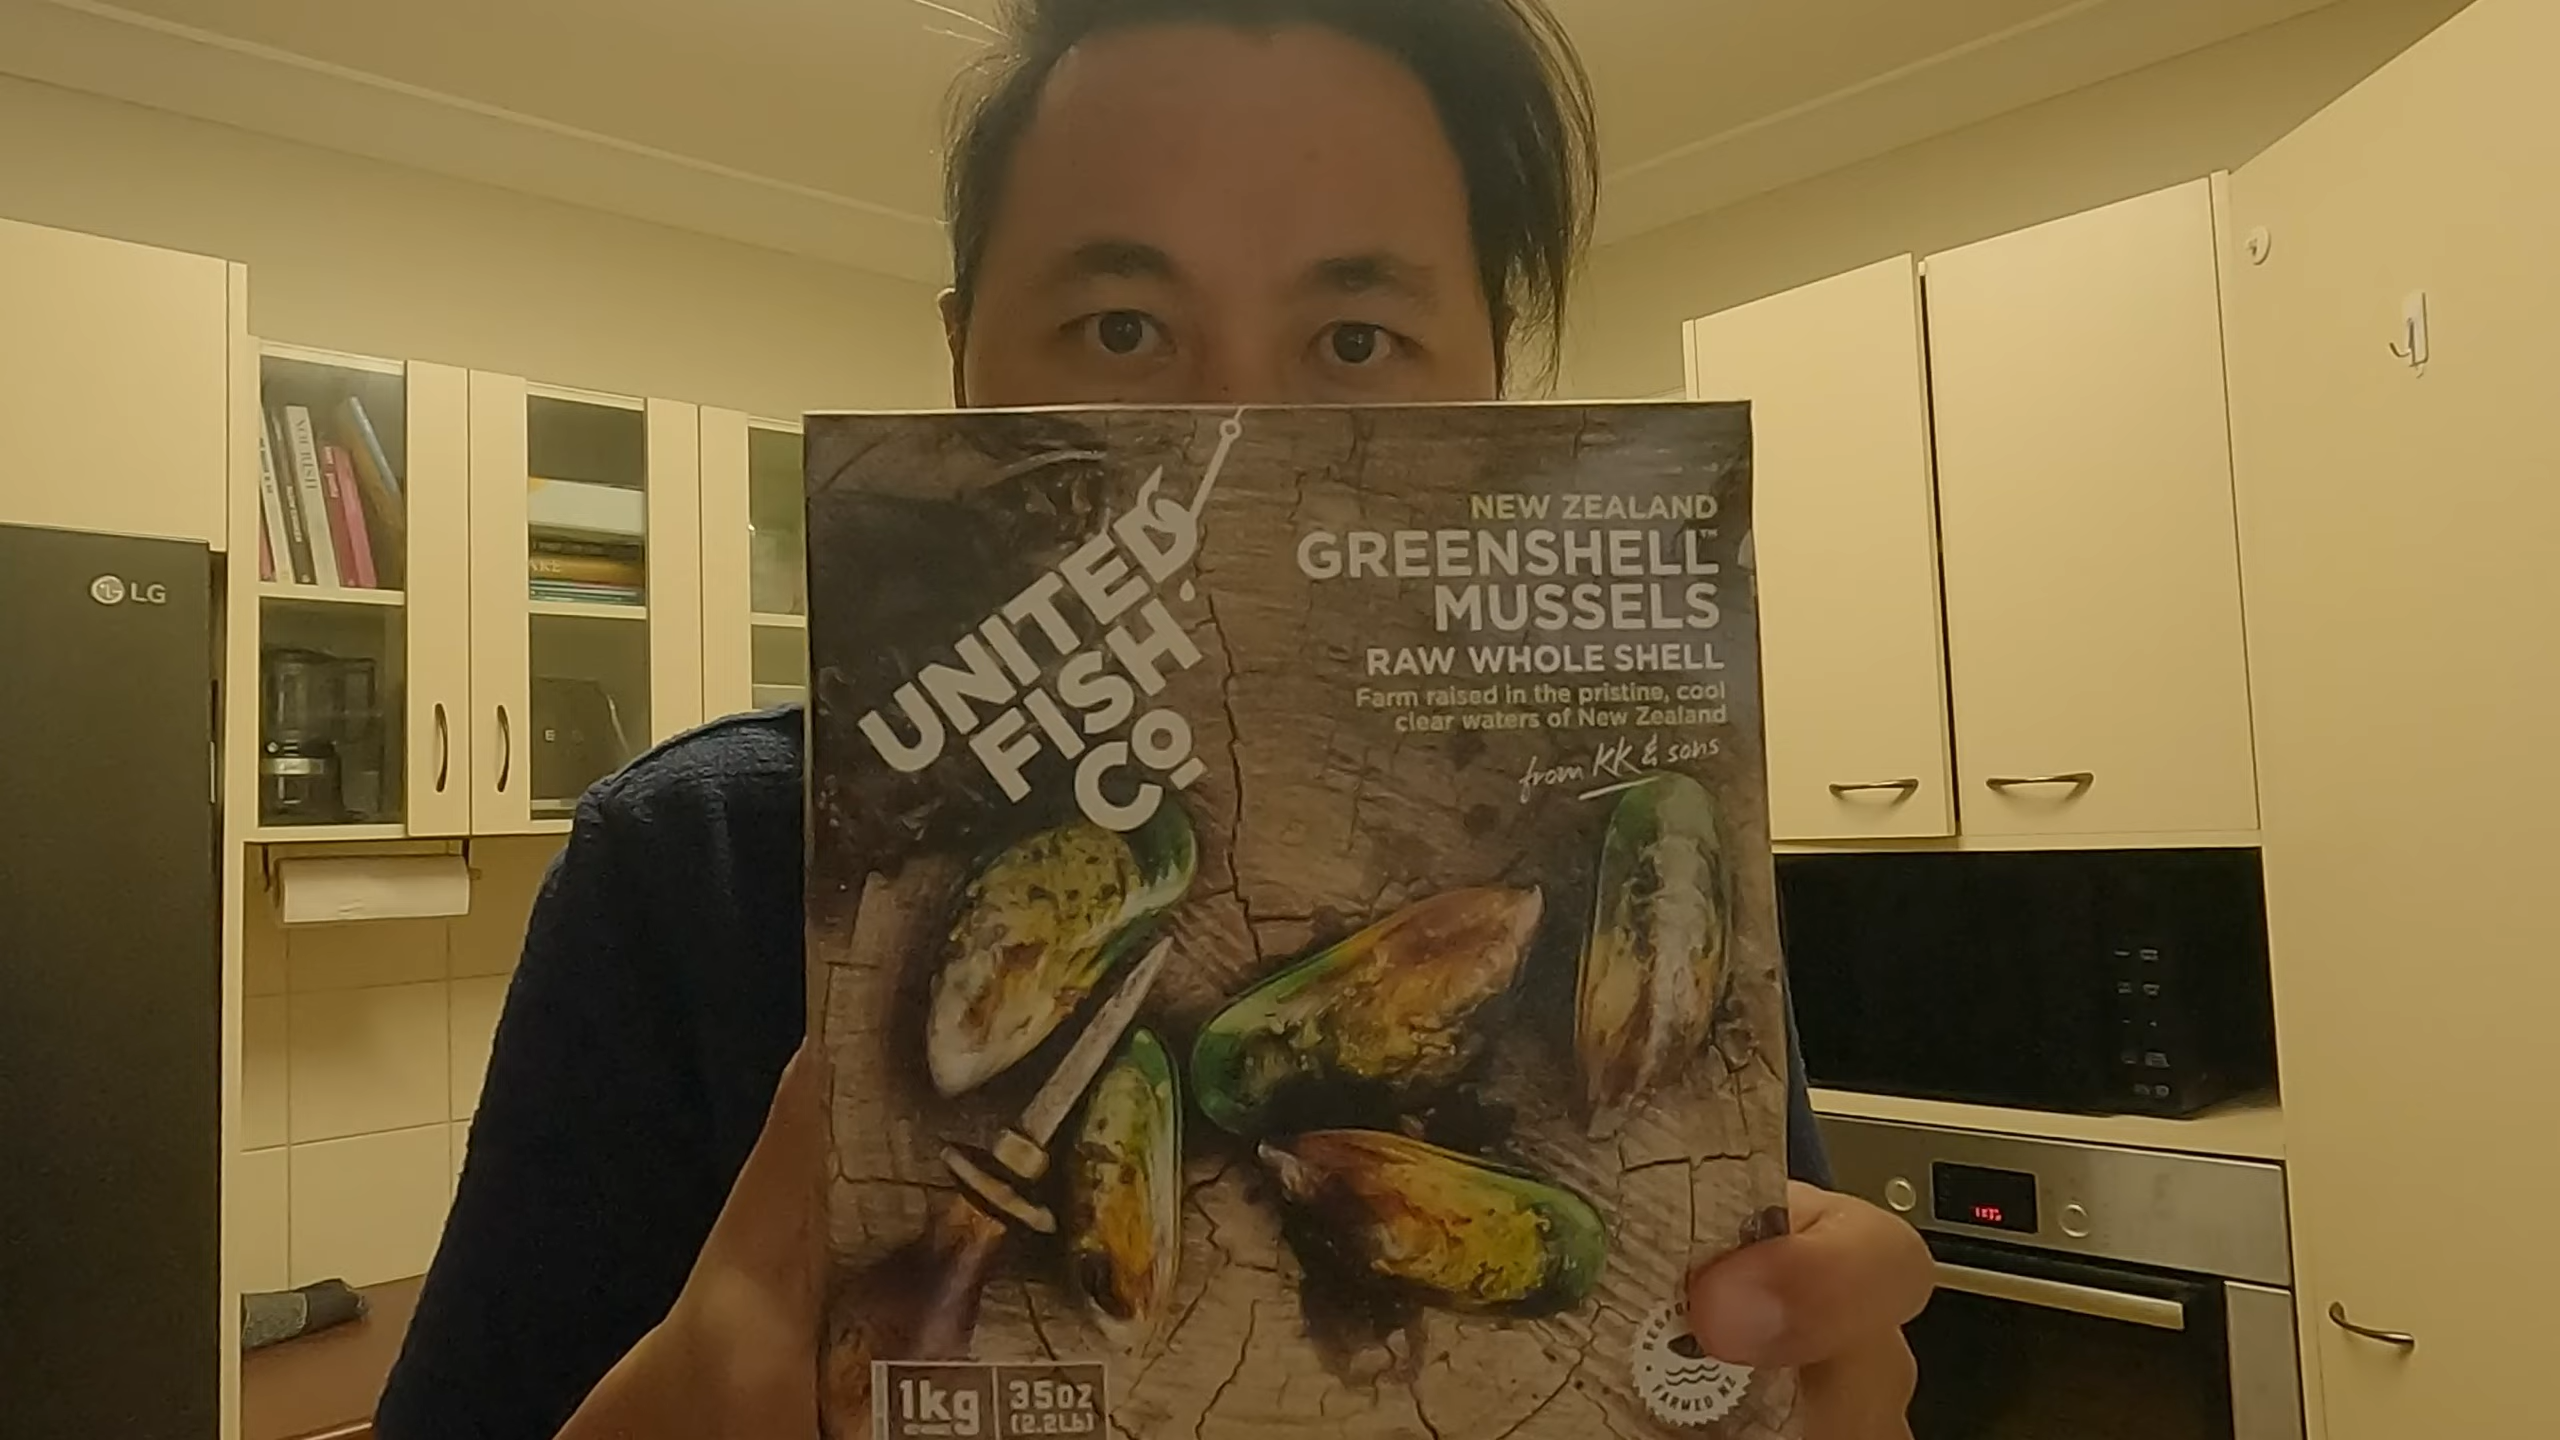 LG
NOURISH
UNITED
FISH
Co
NEW ZEALAND
GREENSHELL™
MUSSELS
RAW WHOLE SHELL
Farm raised in the pristine, cool
clear waters of New Zealand
from KK & sons
1kg
35oz
(2.2Lb)
FARMED NZ